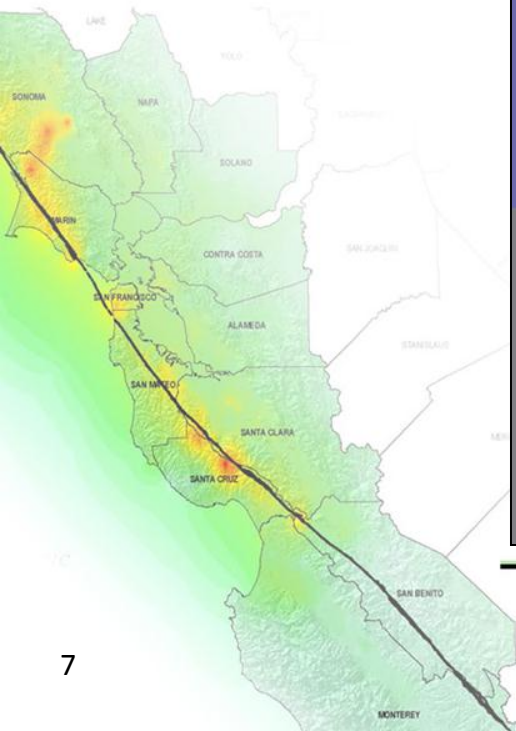 LAKE
YOLO
SONOMA
NAPA
SOLANO
MARIN
CONTRA COSTA
SAN JOAQUIN
SAN FRANCISCO
ALAMEDA
STANISLAUS
SAN MATEO
SANTA CLARA
SANTA CRUZ
SAN BENITO
7
MONTEREY